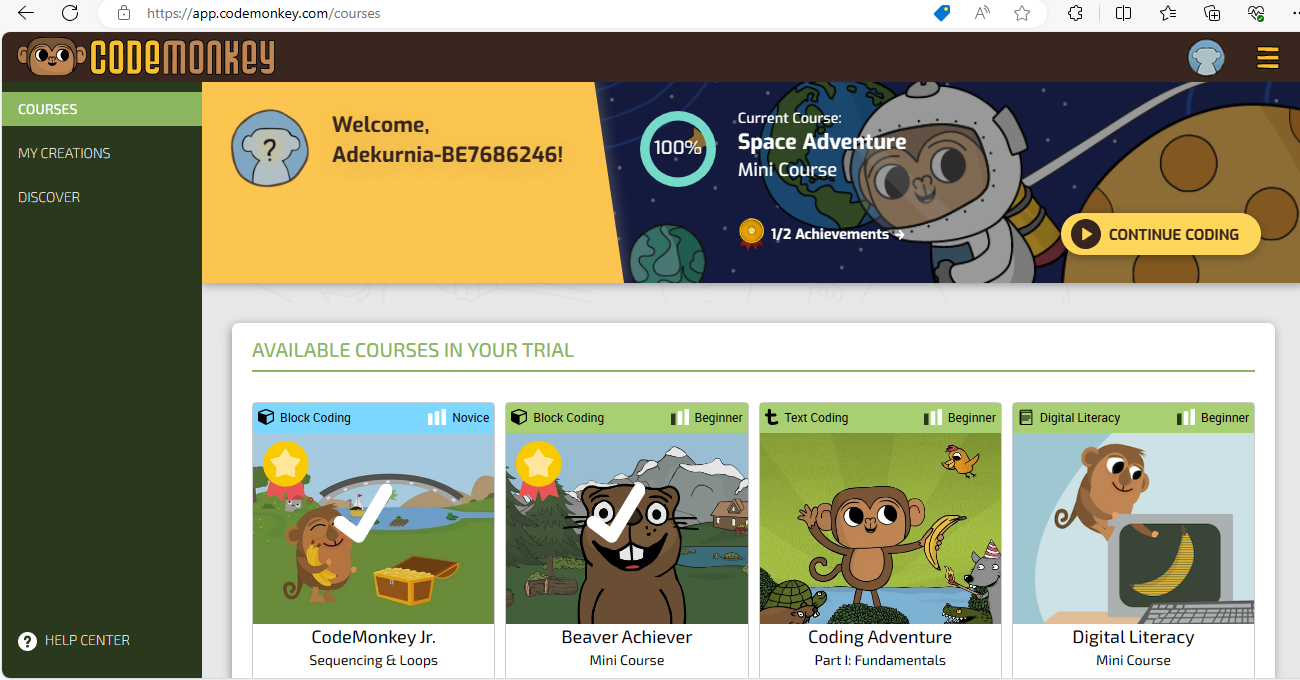 https://app.codemonkey.com/courses
CODEMONKEY
COURSES
MY CREATIONS
DISCOVER
? HELP CENTER
?
Welcome,
Adekurnia-BE7686246!
100%
Current Course:
Space Adventure
Mini Course
1/2 Achievements →
CONTINUE CODING
AVAILABLE COURSES IN YOUR TRIAL
Block Coding Novice
CodeMonkey Jr.
Sequencing & Loops
Block Coding Beginner
Beaver Achiever
Mini Course
Text Coding Beginner
Coding Adventure
Part I: Fundamentals
Digital Literacy Beginner
Digital Literacy
Mini Course